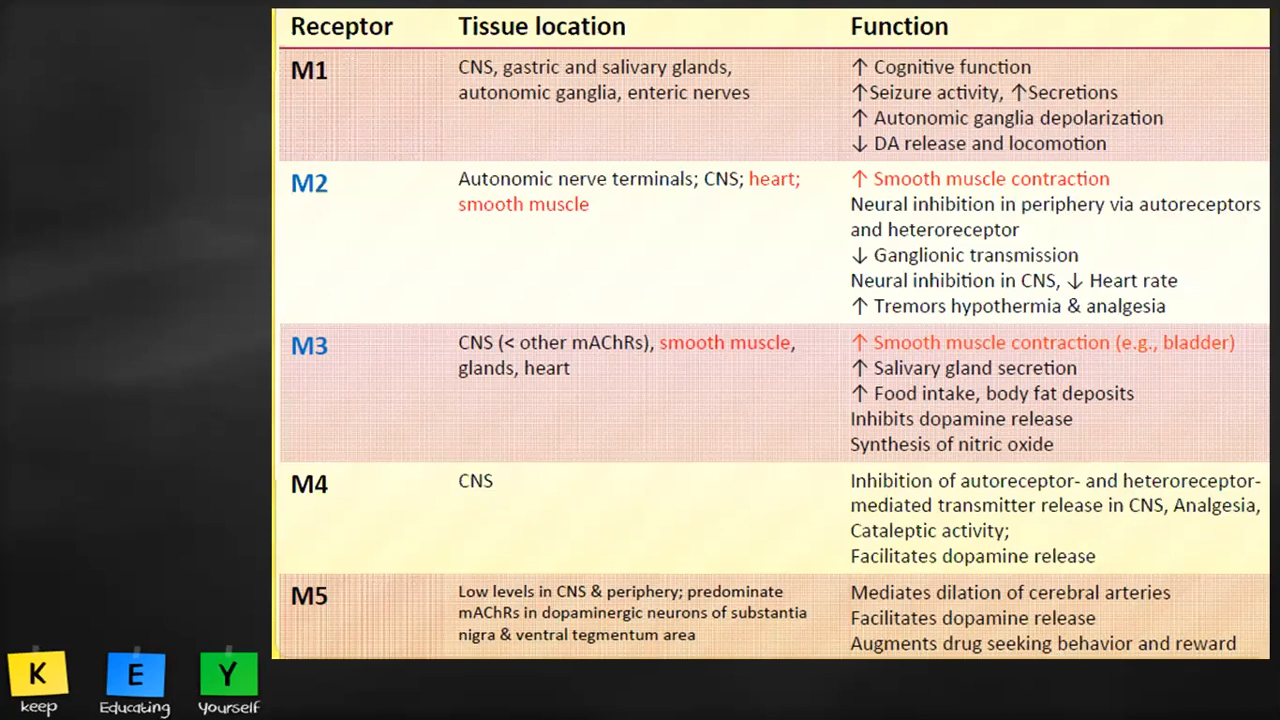 Receptor Tissue location Function
M1 CNS, gastric and salivary glands, ↑ Cognitive function
autonomic ganglia, enteric nerves ↑Seizure activity, ↑Secretions
↑ Autonomic ganglia depolarization
↓ DA release and locomotion
M2 Autonomic nerve terminals; CNS; heart; ↑ Smooth muscle contraction
smooth muscle Neural inhibition in periphery via autoreceptors
and heteroreceptor
↓ Ganglionic transmission
Neural inhibition in CNS, ↓ Heart rate
↑ Tremors hypothermia & analgesia
M3 CNS (< other mAChRs), smooth muscle, ↑ Smooth muscle contraction (e.g., bladder)
glands, heart ↑ Salivary gland secretion
↑ Food intake, body fat deposits
Inhibits dopamine release
Synthesis of nitric oxide
M4 CNS Inhibition of autoreceptor- and heteroreceptor-
mediated transmitter release in CNS, Analgesia,
Cataleptic activity;
Facilitates dopamine release
M5 Low levels in CNS & periphery; predominate Mediates dilation of cerebral arteries
mAChRs in dopaminergic neurons of substantia Facilitates dopamine release
nigra & ventral tegmentum area Augments drug seeking behavior and reward
K E Y
keep Educating Yourself